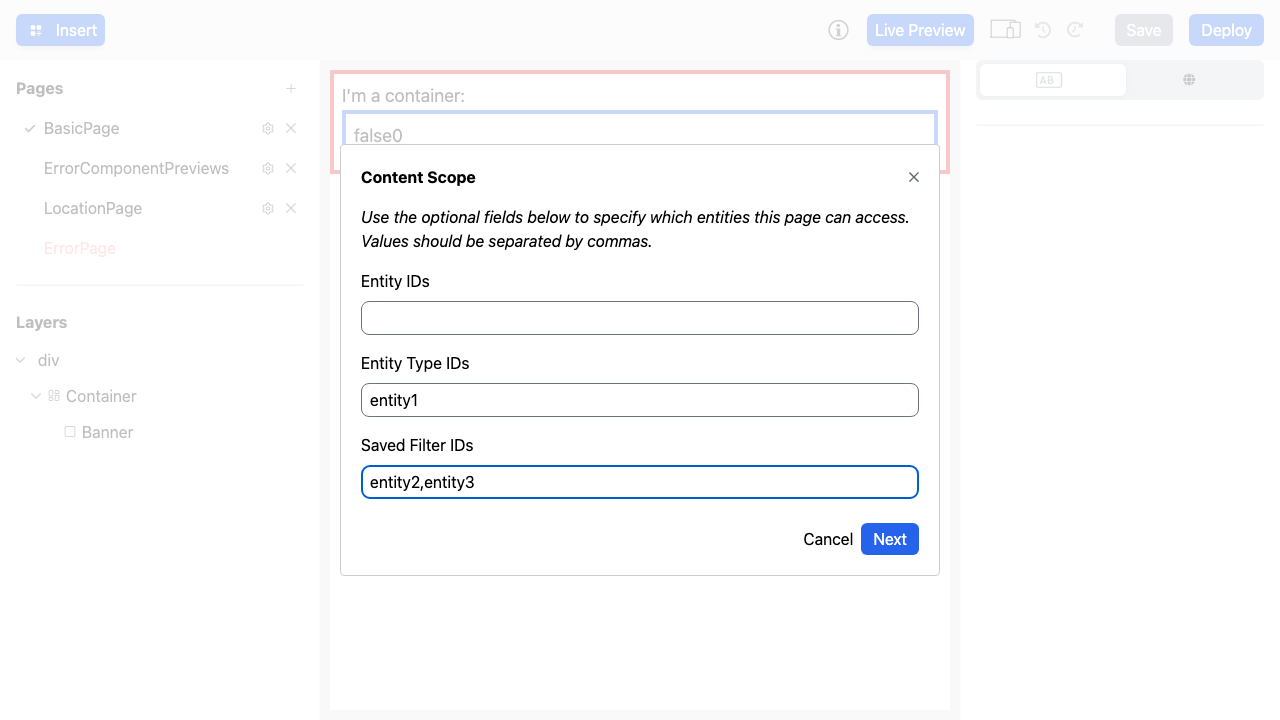 Insert
Live Preview
Save
Deploy
Pages
BasicPage
ErrorComponentPreviews
LocationPage
ErrorPage
Layers
div
Container
Banner
I'm a container:
false0
Content Scope
Use the optional fields below to specify which entities this page can access.
Values should be separated by commas.
Entity IDs
Entity Type IDs
entity1
Saved Filter IDs
entity2,entity3
Cancel
Next
AB